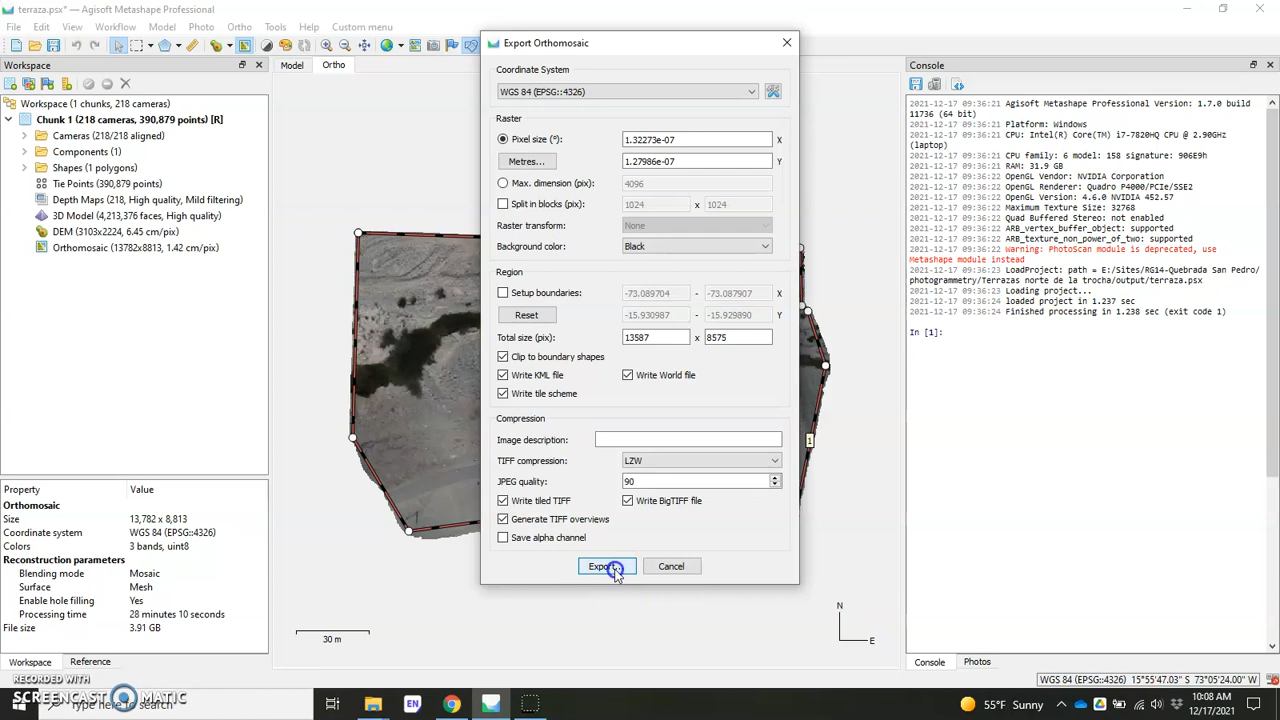 terraza.psx* — Agisoft Metashape Professional
File Edit View Workflow Model Photo Ortho Tools Help Custom menu
Workspace
Workspace (1 chunks, 218 cameras)
Chunk 1 (218 cameras, 390,879 points) [R]
Cameras (218/218 aligned)
Components (1)
Shapes (1 polygons)
Tie Points (390,879 points)
Depth Maps (218, High quality, Mild filtering)
3D Model (4,213,376 faces, High quality)
DEM (3103x2224, 6.45 cm/pix)
Orthomosaic (13782x8813, 1.42 cm/pix)
Property Value
Orthomosaic
Size 13,782 x 8,813
Coordinate system WGS 84 (EPSG::4326)
Colors 3 bands, uint8
Reconstruction parameters
Blending mode Mosaic
Surface Mesh
Enable hole filling Yes
Processing time 28 minutes 10 seconds
File size 3.91 GB
Workspace Reference
Model Ortho
1
30 m
N
E
Export Orthomosaic
Coordinate System
WGS 84 (EPSG::4326)
Raster
Pixel size (°): 1.32273e-07 X
Metres... 1.27986e-07 Y
Max. dimension (pix): 4096
Split in blocks (pix): 1024 x 1024
Raster transform: None
Background color: Black
Region
Setup boundaries: -73.089704 - -73.087907 X
Reset -15.930987 - -15.929890 Y
Total size (pix): 13587 x 8575
Clip to boundary shapes
Write KML file Write World file
Write tile scheme
Compression
Image description:
TIFF compression: LZW
JPEG quality: 90
Write tiled TIFF Write BigTIFF file
Generate TIFF overviews
Save alpha channel
Export... Cancel
Console
2021-12-17 09:36:21 Agisoft Metashape Professional Version: 1.7.0 build
11736 (64 bit)
2021-12-17 09:36:21 Platform: Windows
2021-12-17 09:36:21 CPU: Intel(R) Core(TM) i7-7820HQ CPU @ 2.90GHz
(laptop)
2021-12-17 09:36:21 CPU family: 6 model: 158 signature: 906E9h
2021-12-17 09:36:21 RAM: 31.9 GB
2021-12-17 09:36:21 OpenGL Vendor: NVIDIA Corporation
2021-12-17 09:36:21 OpenGL Renderer: Quadro P4000/PCIe/SSE2
2021-12-17 09:36:21 OpenGL Version: 4.6.0 NVIDIA 452.57
2021-12-17 09:36:21 Maximum Texture Size: 32768
2021-12-17 09:36:21 Quad Buffered Stereo: not enabled
2021-12-17 09:36:21 ARB_vertex_buffer_object: supported
2021-12-17 09:36:21 ARB_texture_non_power_of_two: supported
2021-12-17 09:36:21 Warning: PhotoScan module is deprecated, use
Metashape module instead
2021-12-17 09:36:23 LoadProject: path = E:/Sites/RG14-Quebrada San Pedro/
photogrammetry/Terrazas norte de la trocha/output/terraza.psx
2021-12-17 09:36:23 Loading project...
2021-12-17 09:36:24 loaded project in 1.237 sec
2021-12-17 09:36:24 Finished processing in 1.238 sec (exit code 1)
In [1]:
Console Photos
WGS 84 (EPSG::4326) 15°55'47.03" S 73°05'24.00" W
RECORDED WITH
SCREENCAST MATIC
Type here to search
EN
55°F Sunny
10:08 AM
12/17/2021